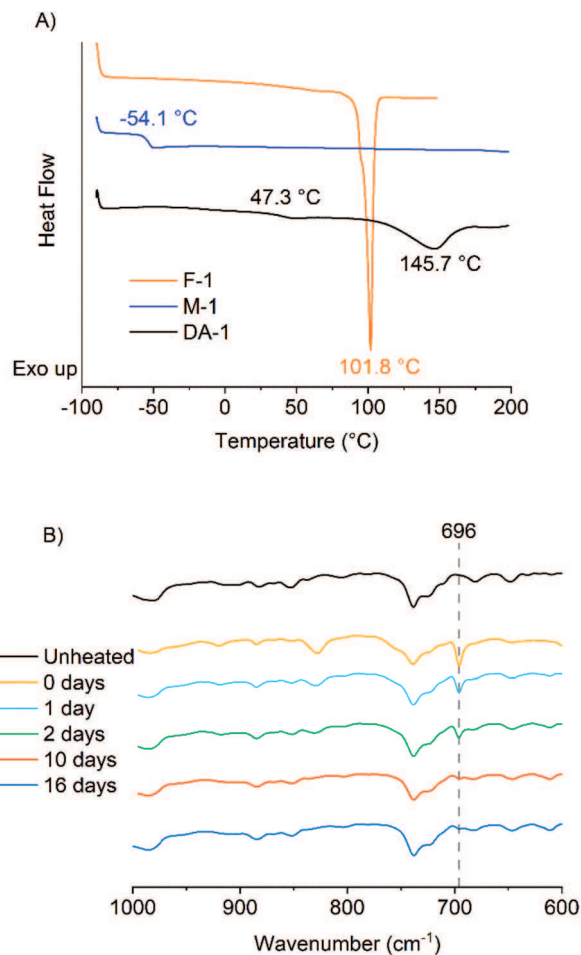 A)
-54.1 °C
47.3 °C
145.7 °C
F-1
M-1
DA-1
101.8 °C
Exo up
Heat Flow
-100 -50 0 50 100 150 200
Temperature (°C)
B)
696
Unheated
0 days
1 day
2 days
10 days
16 days
1000 900 800 700 600
Wavenumber (cm⁻¹)